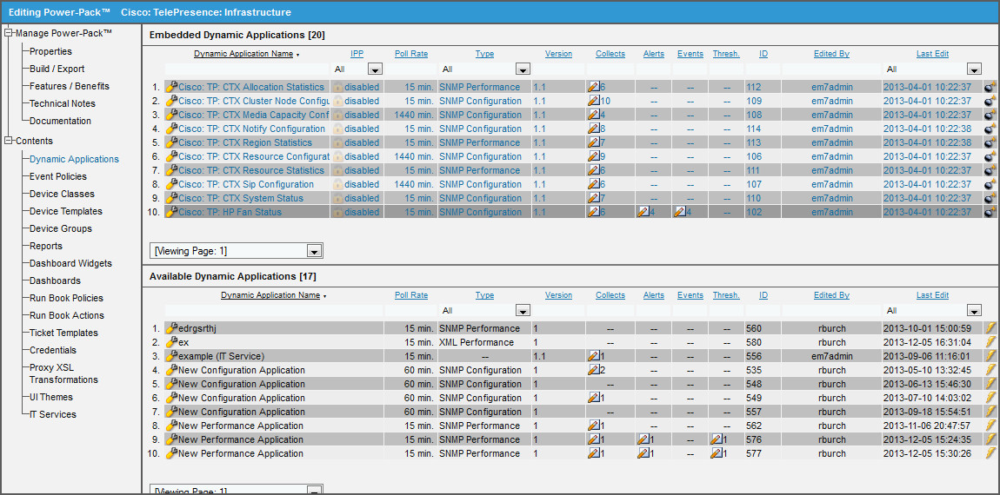 Editing Power-Pack™ Cisco: TelePresence: Infrastructure
Manage Power-Pack™
Properties
Build / Export
Features / Benefits
Technical Notes
Documentation
Contents
Dynamic Applications
Event Policies
Device Classes
Device Templates
Device Groups
Reports
Dashboard Widgets
Dashboards
Run Book Policies
Run Book Actions
Ticket Templates
Credentials
Proxy XSL
Transformations
UI Themes
IT Services
Embedded Dynamic Applications [20]
Dynamic Application Name IPP Poll Rate Type Version Collects Alerts Events Thresh. ID Edited By Last Edit
All All All
1. Cisco: TP: CTX Allocation Statistics disabled 15 min. SNMP Performance 1.1 6 -- -- -- 112 em7admin 2013-04-01 10:22:37
2. Cisco: TP: CTX Cluster Node Configu disabled 15 min. SNMP Configuration 1.1 10 -- -- -- 109 em7admin 2013-04-01 10:22:37
3. Cisco: TP: CTX Media Capacity Conf disabled 1440 min. SNMP Configuration 1.1 4 -- -- -- 108 em7admin 2013-04-01 10:22:37
4. Cisco: TP: CTX Notify Configuration disabled 15 min. SNMP Configuration 1.1 8 -- -- -- 114 em7admin 2013-04-01 10:22:38
5. Cisco: TP: CTX Region Statistics disabled 15 min. SNMP Performance 1.1 7 -- -- -- 113 em7admin 2013-04-01 10:22:38
6. Cisco: TP: CTX Resource Configurat disabled 1440 min. SNMP Configuration 1.1 9 -- -- -- 106 em7admin 2013-04-01 10:22:37
7. Cisco: TP: CTX Resource Statistics disabled 15 min. SNMP Performance 1.1 6 -- -- -- 111 em7admin 2013-04-01 10:22:37
8. Cisco: TP: CTX Sip Configuration disabled 1440 min. SNMP Configuration 1.1 6 -- -- -- 107 em7admin 2013-04-01 10:22:37
9. Cisco: TP: CTX System Status disabled 15 min. SNMP Configuration 1.1 7 -- -- -- 110 em7admin 2013-04-01 10:22:37
10. Cisco: TP: HP Fan Status disabled 15 min. SNMP Configuration 1.1 6 4 4 -- 102 em7admin 2013-04-01 10:22:37
[Viewing Page: 1]
Available Dynamic Applications [17]
Dynamic Application Name Poll Rate Type Version Collects Alerts Events Thresh. ID Edited By Last Edit
All All
1. edrgsrthj 15 min. SNMP Performance 1 -- -- -- -- 560 rburch 2013-10-01 15:00:59
2. ex 15 min. XML Performance 1 -- -- -- -- 580 rburch 2013-12-05 16:31:04
3. example (IT Service) 15 min. -- 1.1 1 -- -- -- 556 em7admin 2013-09-06 11:16:01
4. New Configuration Application 60 min. SNMP Configuration 1 2 -- -- -- 535 rburch 2013-05-10 13:32:45
5. New Configuration Application 60 min. SNMP Configuration 1 -- -- -- -- 548 rburch 2013-06-13 15:46:30
6. New Configuration Application 60 min. SNMP Configuration 1 1 -- -- -- 549 rburch 2013-07-10 14:03:02
7. New Configuration Application 60 min. SNMP Configuration 1 -- -- -- -- 557 rburch 2013-09-18 15:54:51
8. New Performance Application 15 min. SNMP Performance 1 1 -- -- -- 562 rburch 2013-11-06 20:47:57
9. New Performance Application 15 min. SNMP Performance 1 1 1 -- 1 576 rburch 2013-12-05 15:24:35
10. New Performance Application 15 min. SNMP Performance 1 1 1 -- 1 577 rburch 2013-12-05 15:30:26
[Viewing Page: 1]